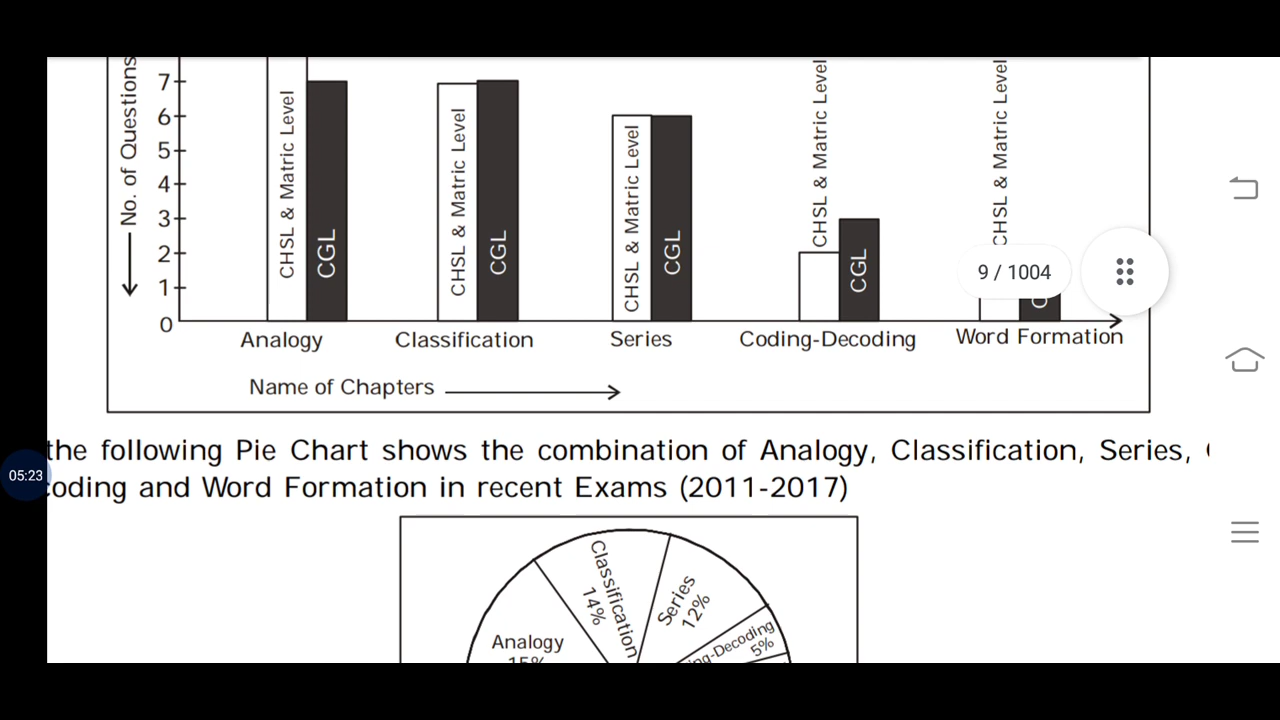 No. of Questions
7
6
5
4
3
2
1
0
CHSL & Matric Level
CGL
CHSL & Matric Level
CGL
CHSL & Matric Level
CGL
CHSL & Matric Level
CGL
CHSL & Matric Level
9 / 1004
Analogy Classification Series Coding-Decoding Word Formation
Name of Chapters
the following Pie Chart shows the combination of Analogy, Classification, Series,
05:23
coding and Word Formation in recent Exams (2011-2017)
Classification
14%
Series
12%
ng-Decoding
5%
Analogy
15%